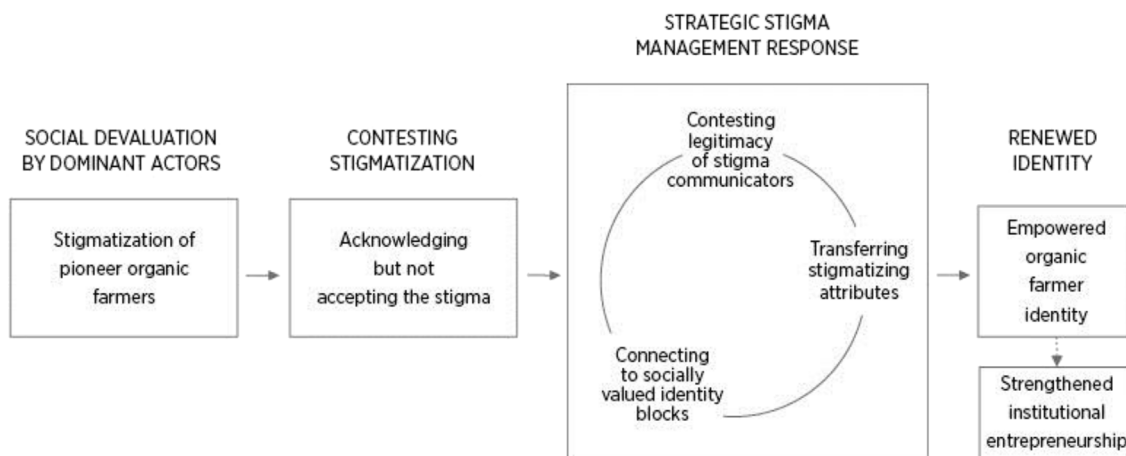 STRATEGIC STIGMA
MANAGEMENT RESPONSE
SOCIAL DEVALUATION
BY DOMINANT ACTORS
CONTESTING
STIGMATIZATION
RENEWED
IDENTITY
Stigmatization of
pioneer organic
farmers
Acknowledging
but not
accepting the stigma
Contesting
legitimacy
of stigma
communicators
Transferring
stigmatizing
attributes
Connecting
to socially
valued identity
blocks
Empowered
organic
farmer
identity
Strengthened
institutional
entrepreneurship